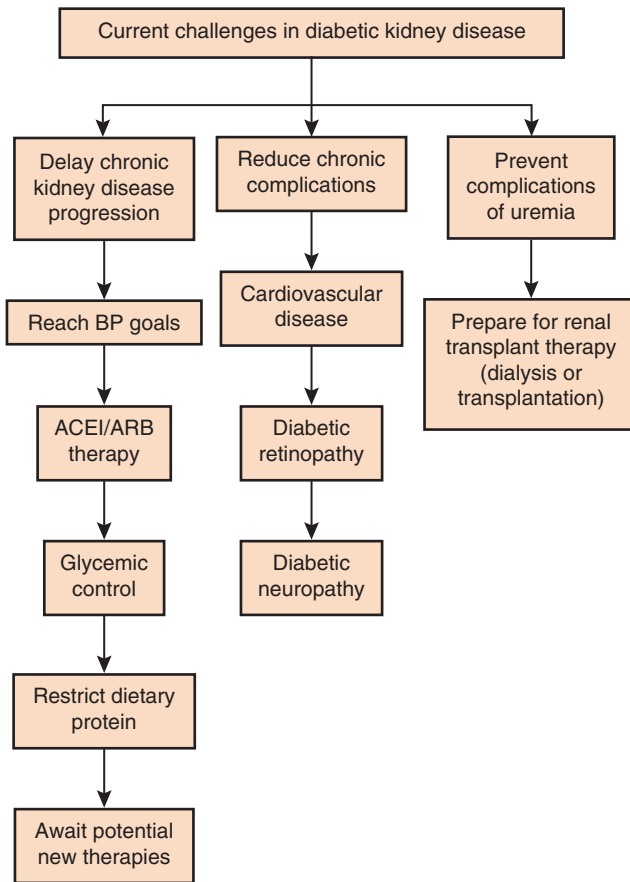 Current challenges in diabetic kidney disease
Delay chronic
kidney disease
progression
Reach BP goals
ACEI/ARB
therapy
Glycemic
control
Restrict dietary
protein
Await potential
new therapies
Reduce chronic
complications
Cardiovascular
disease
Diabetic
retinopathy
Diabetic
neuropathy
Prevent
complications
of uremia
Prepare for renal
transplant therapy
(dialysis or
transplantation)